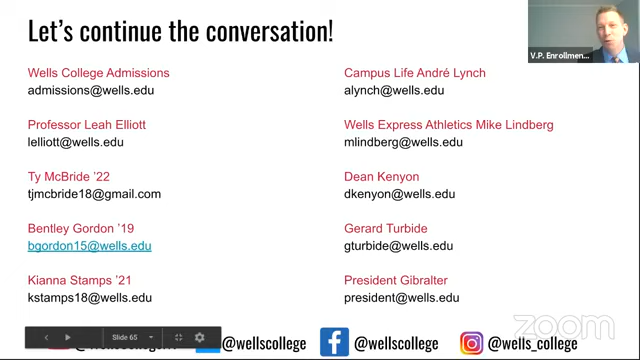 Let's continue the conversation!
V.P. Enrollmen...
Wells College Admissions
admissions@wells.edu
Professor Leah Elliott
lelliott@wells.edu
Ty McBride '22
tjmcbride18@gmail.com
Bentley Gordon '19
bgordon15@wells.edu
Kianna Stamps '21
kstamps18@wells.edu
Campus Life André Lynch
alynch@wells.edu
Wells Express Athletics Mike Lindberg
mlindberg@wells.edu
Dean Kenyon
dkenyon@wells.edu
Gerard Turbide
gturbide@wells.edu
President Gibralter
president@wells.edu
Slide 65
@wellscollege
@wellscollege
@wells_college
zoom